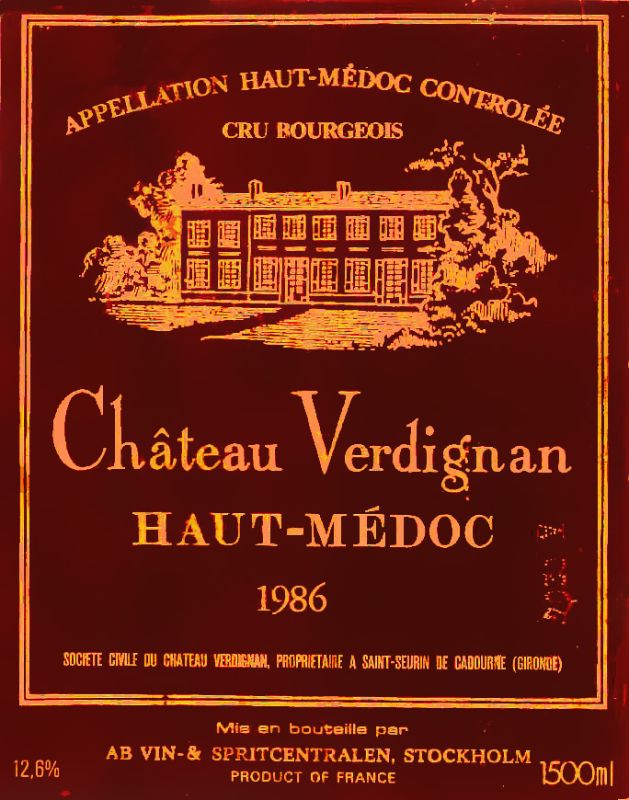 APPELLATION HAUT-MÉDOC CONTROLÉE
CRU BOURGEOIS
Château Verdignan
HAUT-MÉDOC
1986
SOCIETE CIVILE DU CHATEAU VERDIGNAN, PROPRIETAIRE A SAINT-SEURIN DE CADOURNE (GIRONDE)
Mis en bouteille par
AB VIN-& SPRITCENTRALEN, STOCKHOLM
12,6%
PRODUCT OF FRANCE
1500ml